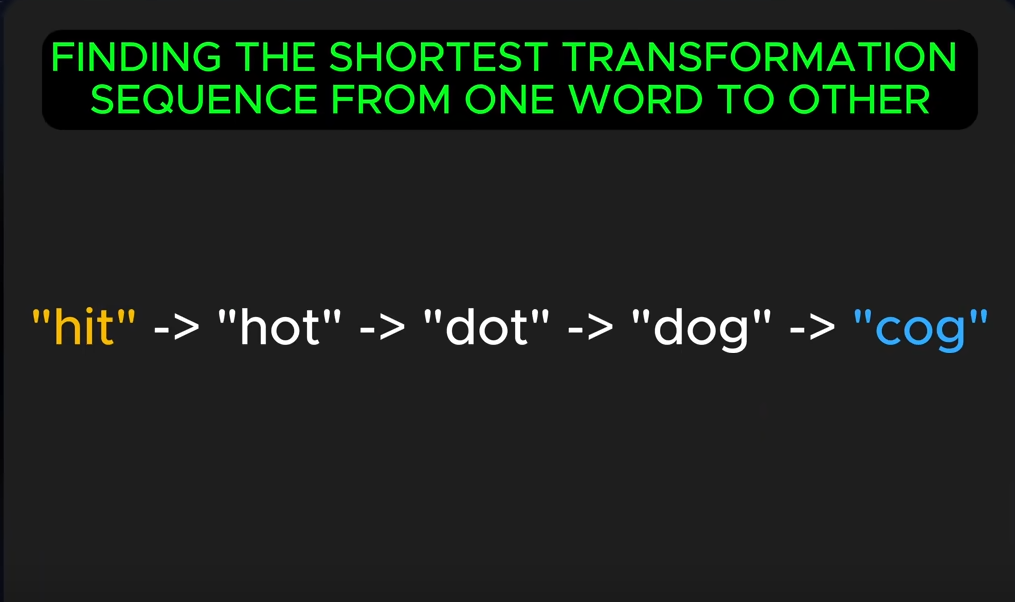 FINDING THE SHORTEST TRANSFORMATION
SEQUENCE FROM ONE WORD TO OTHER
"hit" -> "hot" -> "dot" -> "dog" -> "cog"